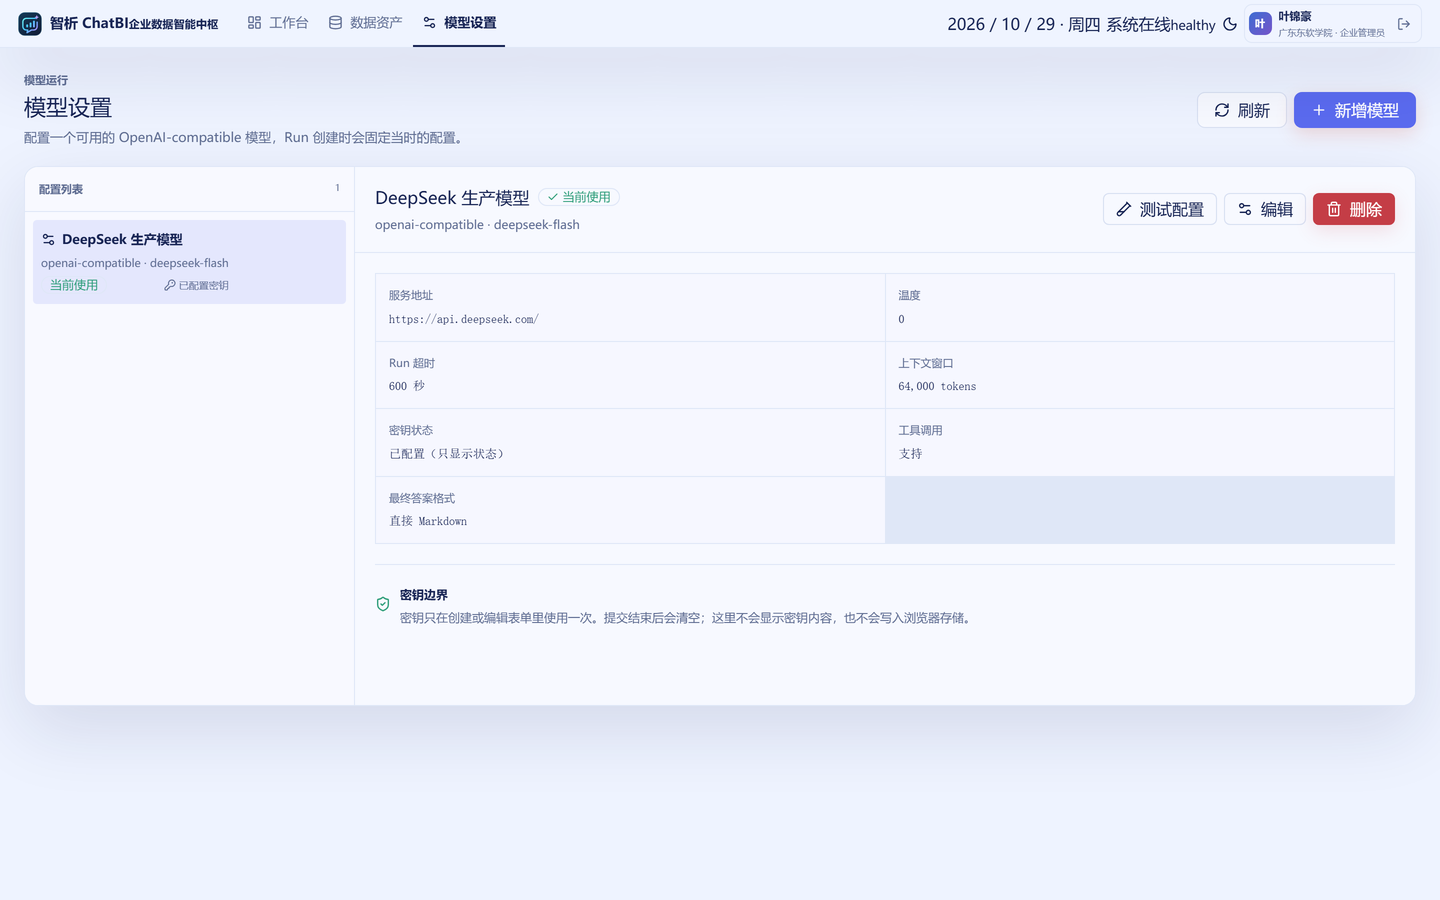 智析 ChatBI企业数据智能中枢
工作台
数据资产
模型设置
2026 / 10 / 29 · 周四
系统在线healthy
叶
叶锦豪
广东东软学院 · 企业管理员
模型运行
模型设置
配置一个可用的 OpenAI-compatible 模型，Run 创建时会固定当时的配置。
刷新
新增模型
配置列表
1
DeepSeek 生产模型
openai-compatible · deepseek-flash
当前使用
已配置密钥
DeepSeek 生产模型
当前使用
openai-compatible · deepseek-flash
测试配置
编辑
删除
服务地址
https://api.deepseek.com/
温度
0
Run 超时
600 秒
上下文窗口
64,000 tokens
密钥状态
已配置（只显示状态）
工具调用
支持
最终答案格式
直接 Markdown
密钥边界
密钥只在创建或编辑表单里使用一次。提交结束后会清空；这里不会显示密钥内容，也不会写入浏览器存储。